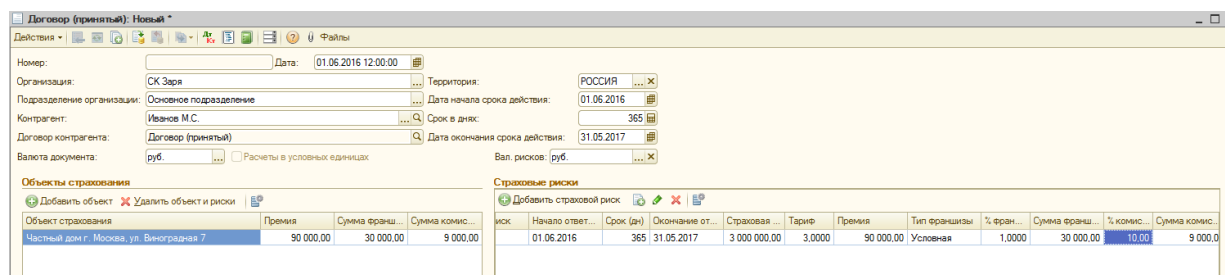 Договор (принятый): Новый *
Действия Файлы
Номер: Дата: 01.06.2016 12:00:00
Организация: СК Заря ... Территория: РОССИЯ ... ×
Подразделение организации: Основное подразделение ... Дата начала срока действия: 01.06.2016
Контрагент: Иванов М.С. ... Срок в днях: 365
Договор контрагента: Договор (принятый) Дата окончания срока действия: 31.05.2017
Валюта документа: руб. ... Расчеты в условных единицах Вал. рисков: руб. ... ×
Объекты страхования Страховые риски
Добавить объект Удалить объект и риски Добавить страховой риск
Объект страхования Премия Сумма франш... Сумма комис... иск Начало ответ... Срок (дн) Окончание от... Страховая ... Тариф Премия Тип франшизы % фран... Сумма франш... % комис... Сумма комис...
Частный дом г. Москва, ул. Виноградная 7 90 000,00 30 000,00 9 000,00 01.06.2016 365 31.05.2017 3 000 000,00 3,0000 90 000,00 Условная 1,0000 30 000,00 10,00 9 000,0